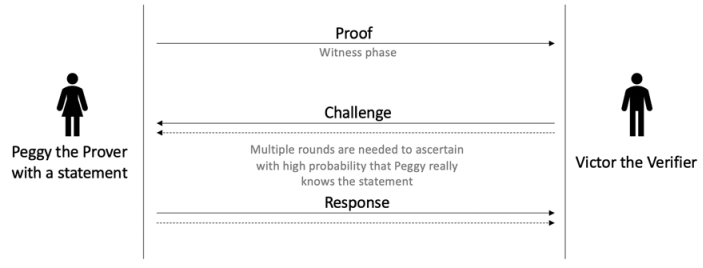 Proof
Witness phase
Challenge
Multiple rounds are needed to ascertain
with high probability that Peggy really
knows the statement
Response
Peggy the Prover
with a statement
Victor the Verifier